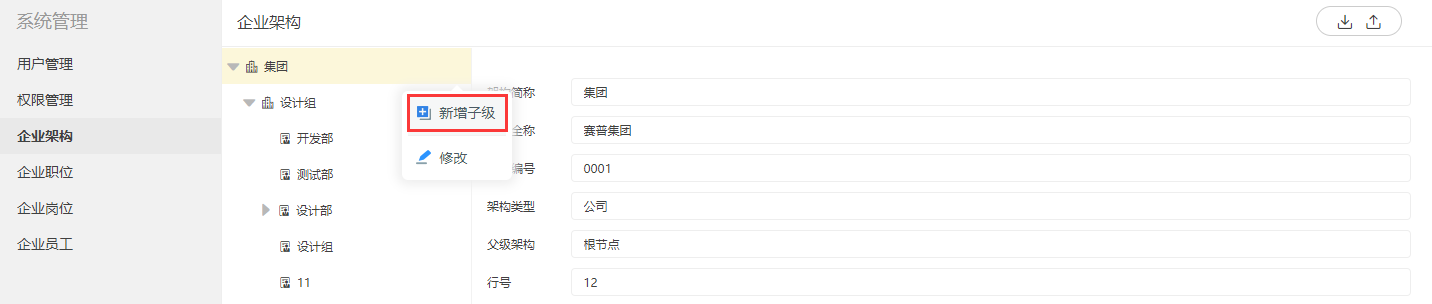 系统管理
用户管理
权限管理
企业架构
企业职位
企业岗位
企业员工
企业架构
集团
设计组
开发部
测试部
设计部
设计组
11
新增子级
修改
架构简称
集团
全称
赛普集团
编号
0001
架构类型
公司
父级架构
根节点
行号
12